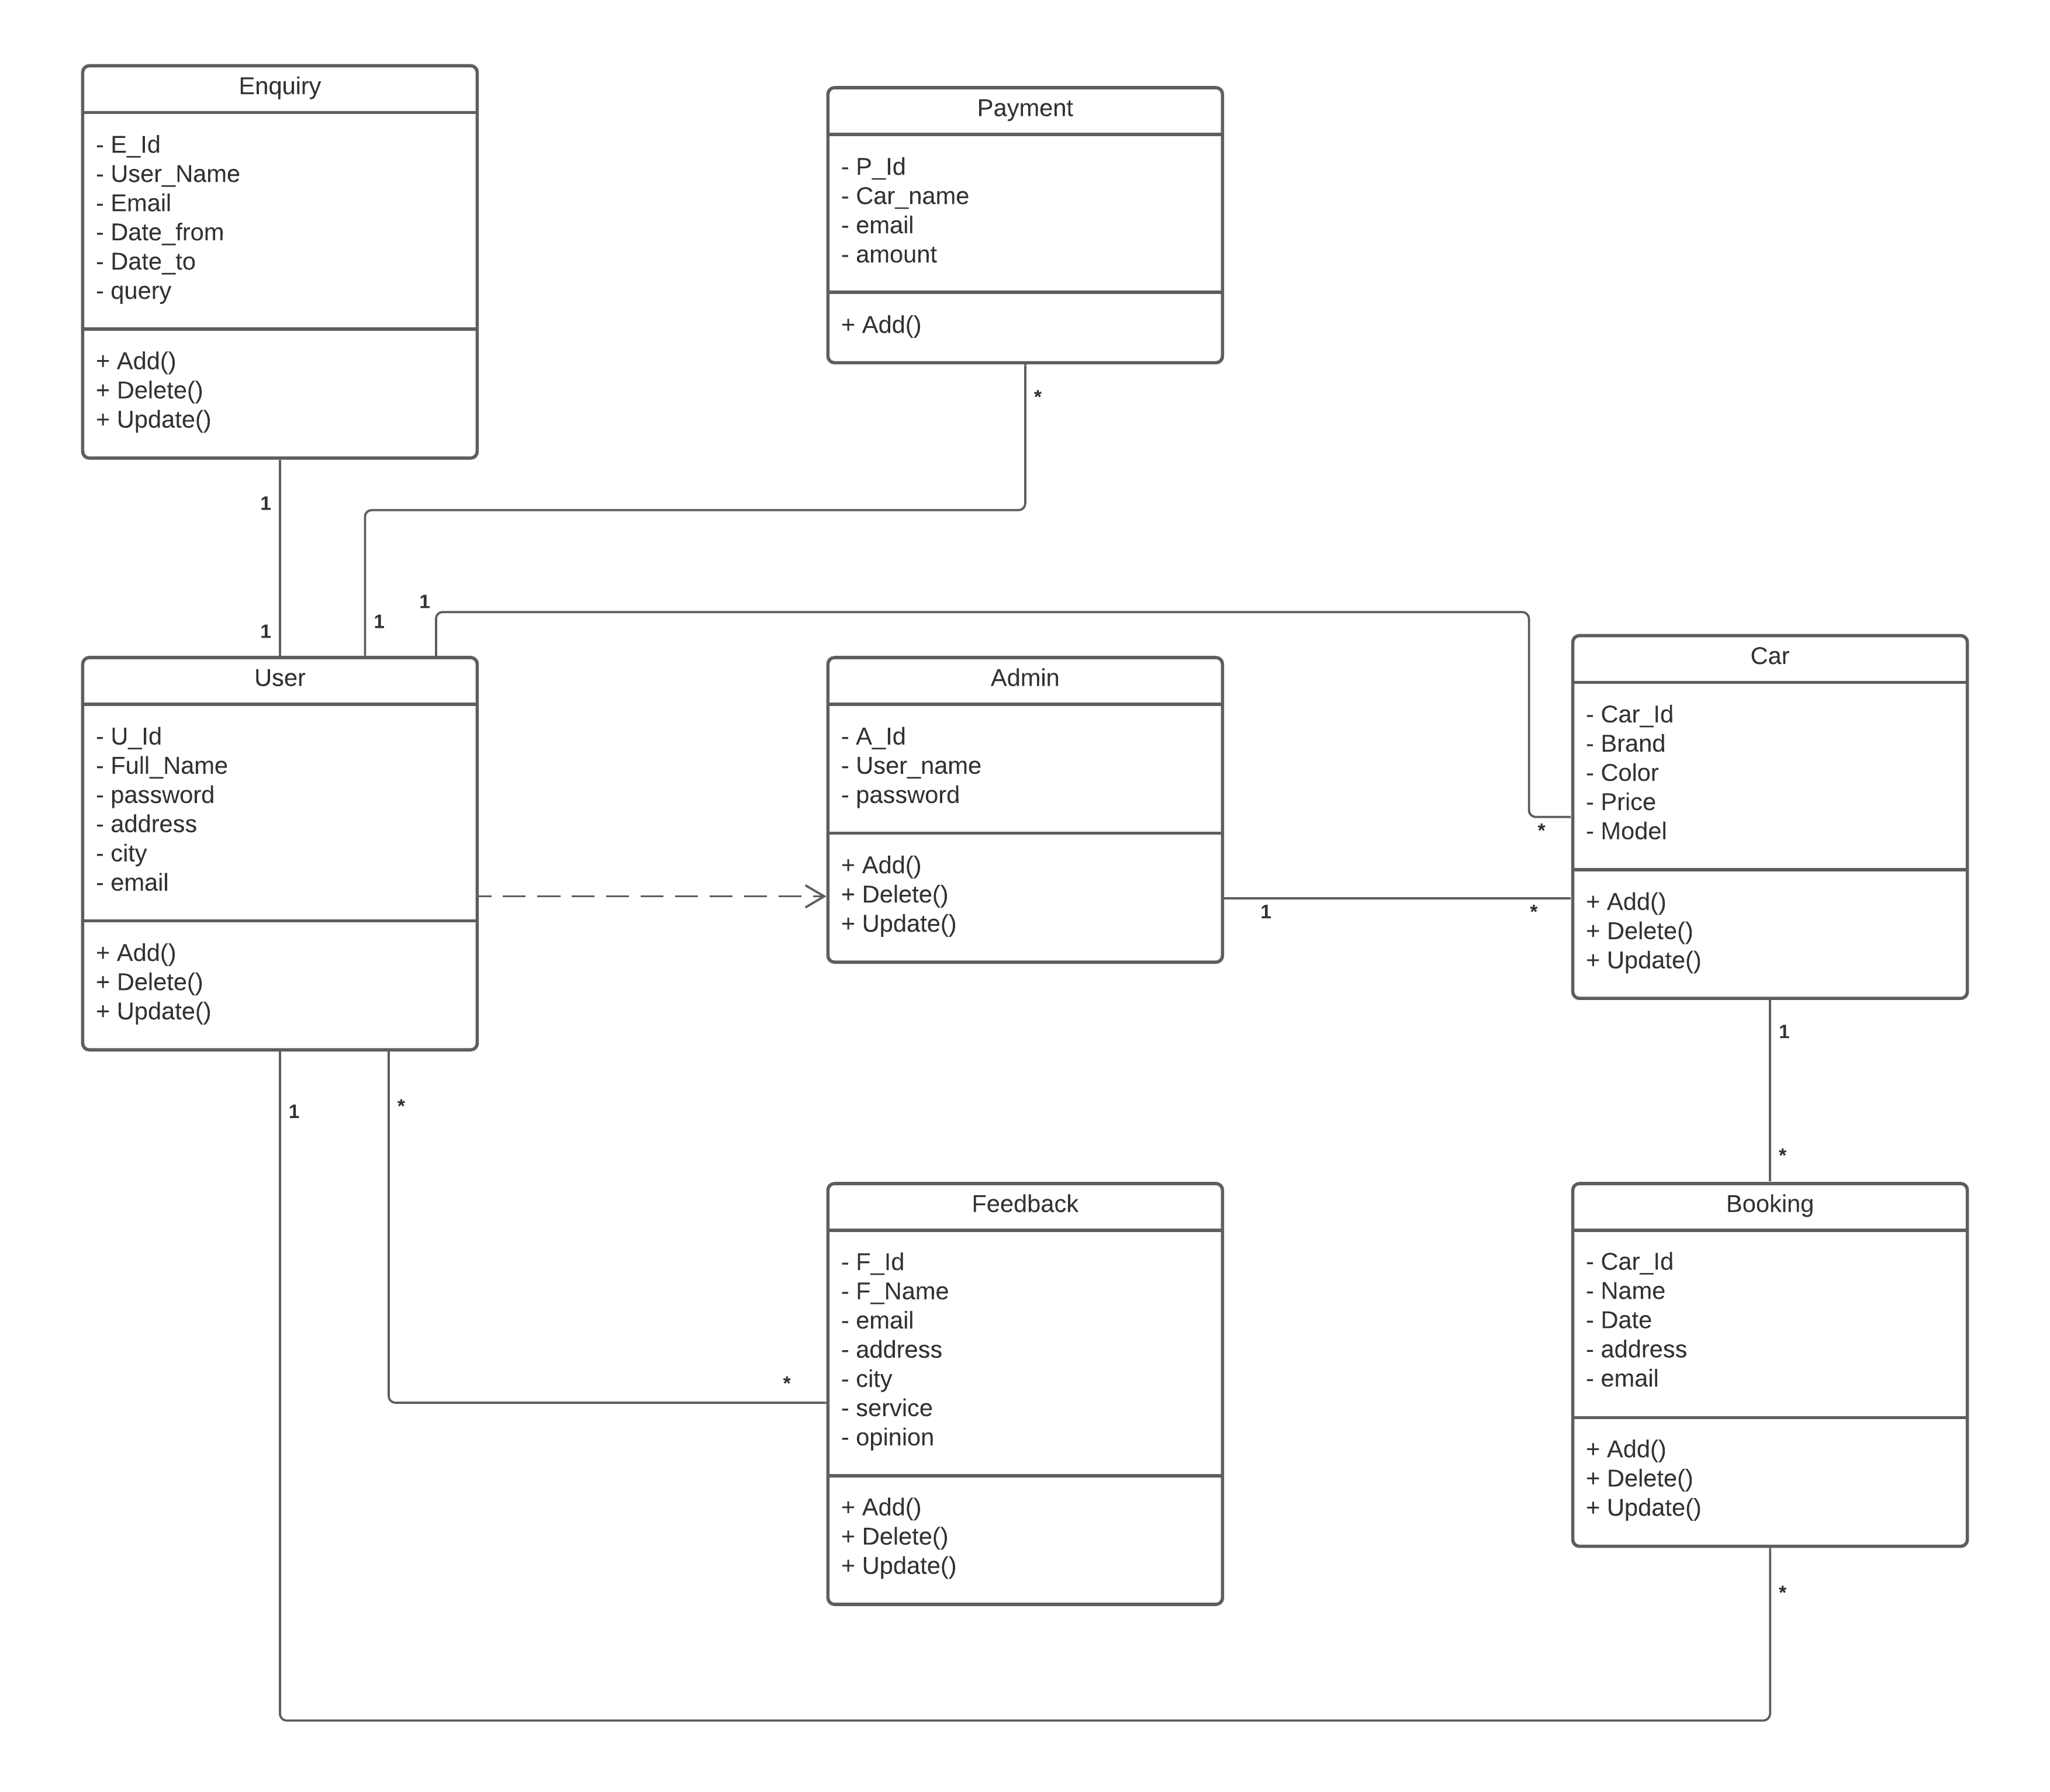 Enquiry
- E_Id
- User_Name
- Email
- Date_from
- Date_to
- query
+ Add()
+ Delete()
+ Update()
Payment
- P_Id
- Car_name
- email
- amount
+ Add()
*
1
1
1
1
User
- U_Id
- Full_Name
- password
- address
- city
- email
+ Add()
+ Delete()
+ Update()
Admin
- A_Id
- User_name
- password
+ Add()
+ Delete()
+ Update()
1
*
*
Car
- Car_Id
- Brand
- Color
- Price
- Model
+ Add()
+ Delete()
+ Update()
1
*
1
*
*
Feedback
- F_Id
- F_Name
- email
- address
- city
- service
- opinion
+ Add()
+ Delete()
+ Update()
Booking
- Car_Id
- Name
- Date
- address
- email
+ Add()
+ Delete()
+ Update()
*